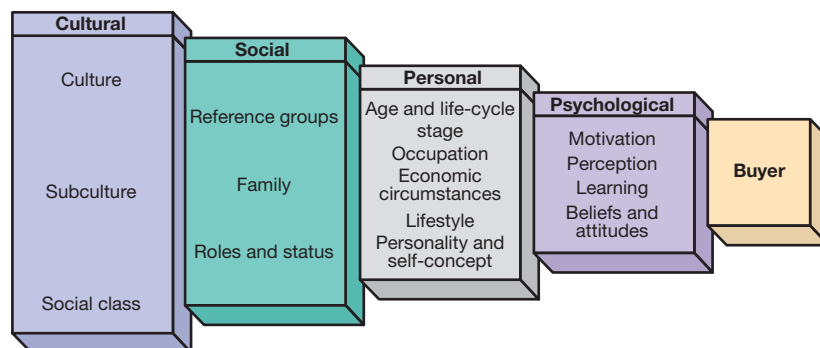 Cultural
Culture
Subculture
Social class
Social
Reference groups
Family
Roles and status
Personal
Age and life-cycle
stage
Occupation
Economic
circumstances
Lifestyle
Personality and
self-concept
Psychological
Motivation
Perception
Learning
Beliefs and
attitudes
Buyer